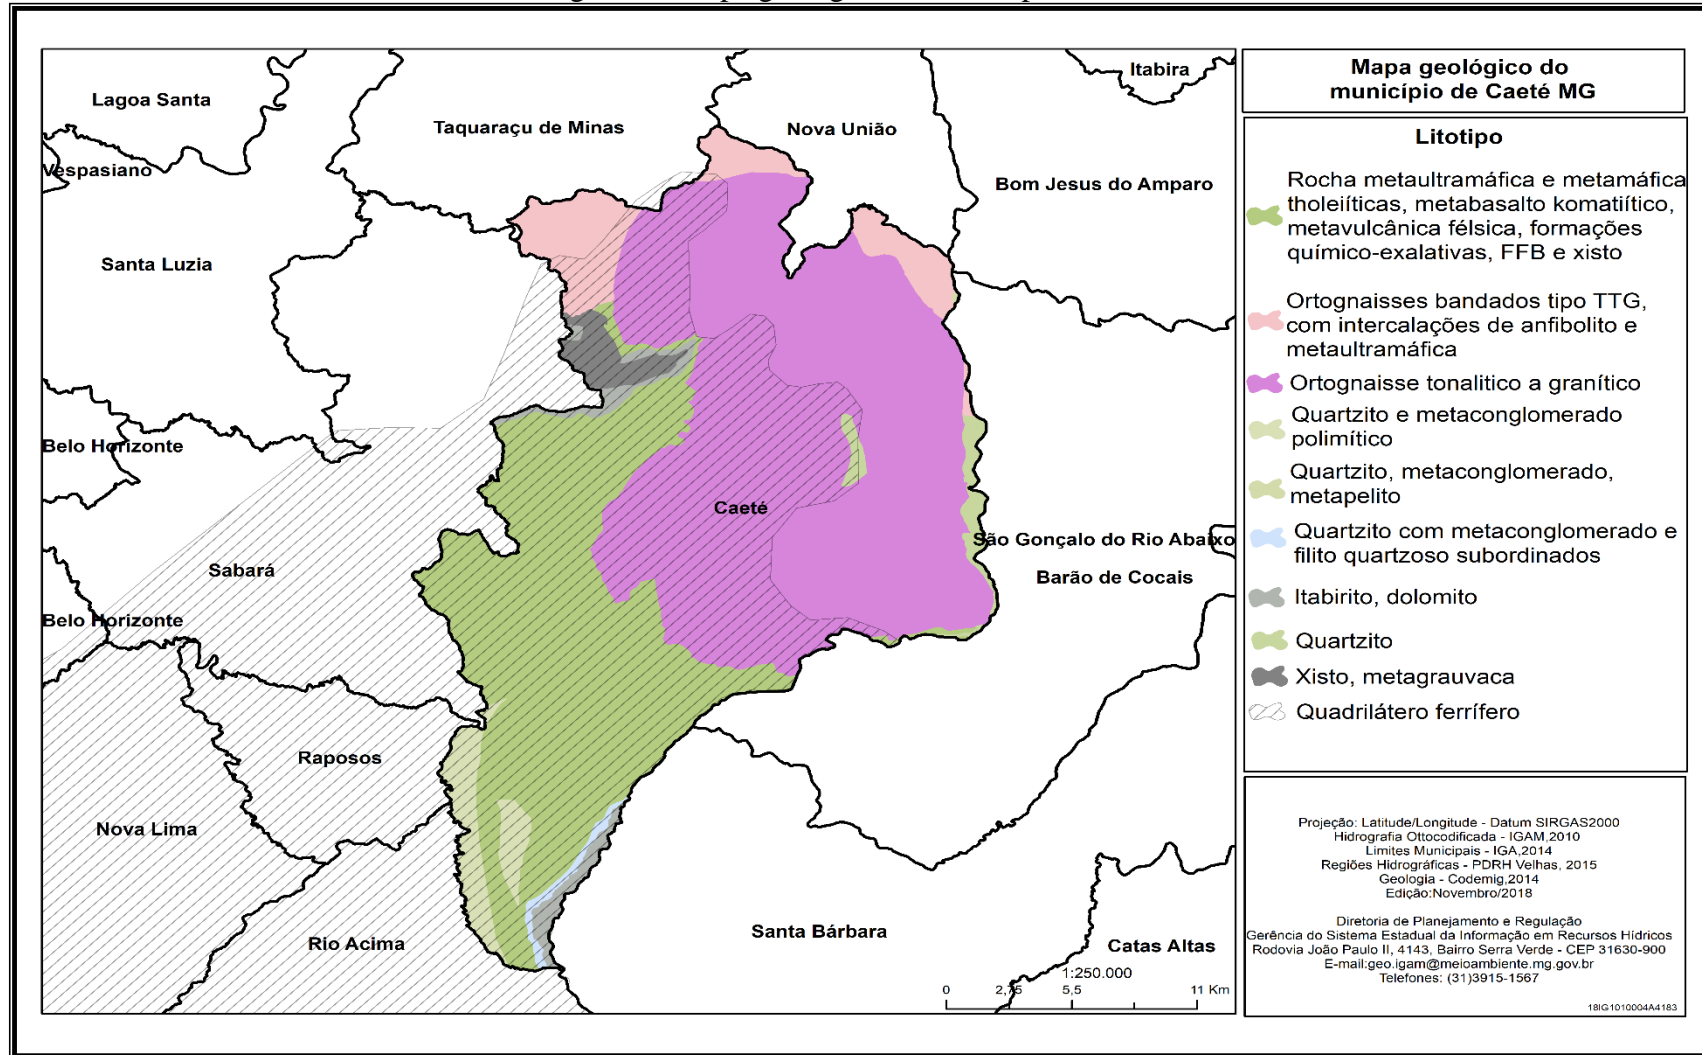 Mapa geológico do
município de Caeté MG
Litotipo
Rocha metaultramáfica e metamáfica
tholeiíticas, metabasalto komatiítico,
metavulcânica félsica, formações
químico-exalativas, FFB e xisto
Ortognaisses bandados tipo TTG,
com intercalações de anfibolito e
metaultramáfica
Ortognaisse tonalitico a granítico
Quartzito e metaconglomerado
polimítico
Quartzito, metaconglomerado,
metapelito
Quartzito com metaconglomerado e
filito quartzoso subordinados
Itabirito, dolomito
Quartzito
Xisto, metagrauvaca
Quadrilátero ferrífero
Projeção: Latitude/Longitude - Datum SIRGAS2000
Hidrografia Ottocodificada - IGAM,2010
Limites Municipais - IGA,2014
Regiões Hidrográficas - PDRH Velhas, 2015
Geologia - Codemig,2014
Edição:Novembro/2018
Diretoria de Planejamento e Regulação
Gerência do Sistema Estadual da Informação em Recursos Hídricos
Rodovia João Paulo II, 4143, Bairro Serra Verde - CEP 31630-900
E-mail:geo.igam@meioambiente.mg.gov.br
Telefones: (31)3915-1567
18IG1010004A4183
Itabira
Lagoa Santa
Taquaraçu de Minas
Nova União
Vespasiano
Bom Jesus do Amparo
Santa Luzia
Belo Horizonte
Caeté
São Gonçalo do Rio Abaixo
Sabará
Barão de Cocais
Belo Horizonte
Raposos
Nova Lima
Rio Acima
Santa Bárbara
Catas Altas
1:250.000
0 2,75 5,5 11 Km